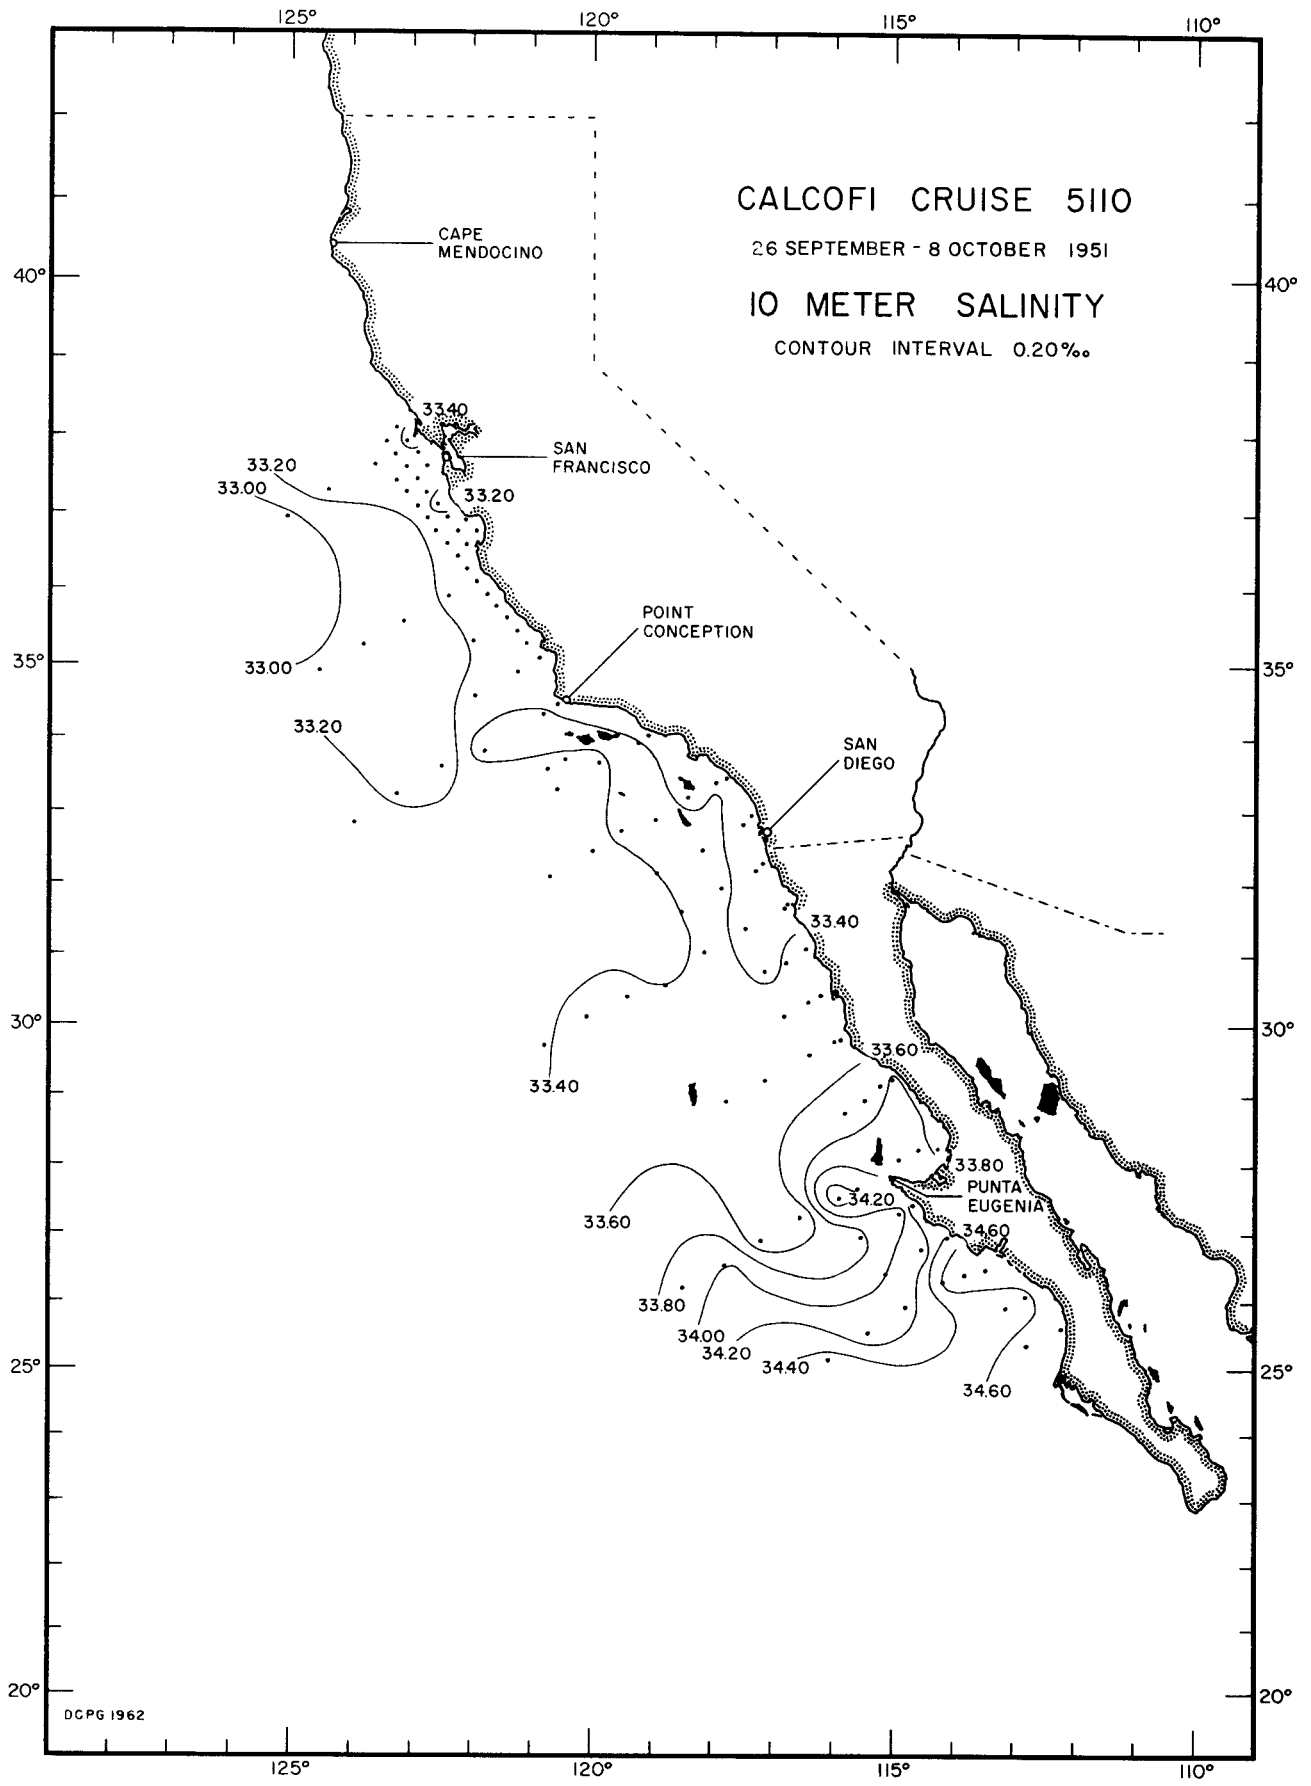 125° 120° 115° 110°
CALCOFI CRUISE 5110
26 SEPTEMBER - 8 OCTOBER 1951
10 METER SALINITY
CONTOUR INTERVAL 0.20‰
CAPE
MENDOCINO
40° 40°
33.40
SAN
FRANCISCO
33.20
33.00
33.20
POINT
CONCEPTION
35° 35°
33.00
33.20
SAN
DIEGO
33.40
30° 30°
33.60
33.40
33.80
PUNTA
EUGENIA
34.20
33.60
34.60
33.80
34.00
34.20
34.40
34.60
25° 25°
20° 20°
DCPG 1962
125° 120° 115° 110°